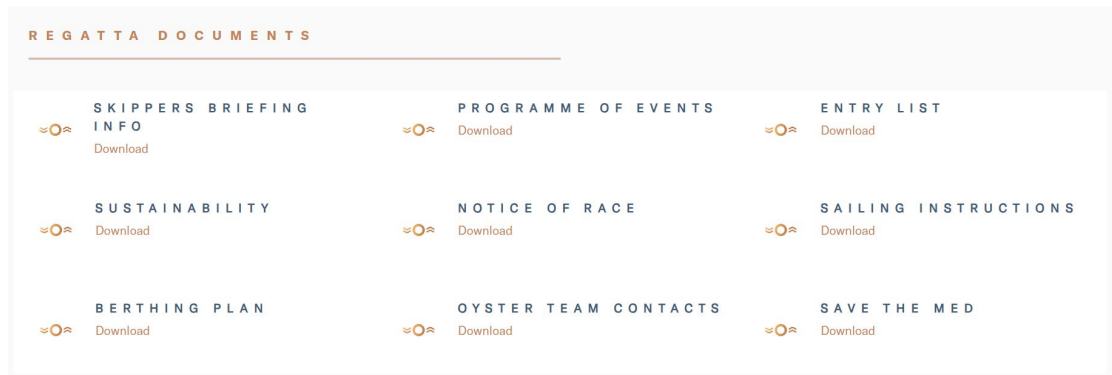 REGATTA DOCUMENTS
SKIPPERS BRIEFING
INFO
Download
PROGRAMME OF EVENTS
Download
ENTRY LIST
Download
SUSTAINABILITY
Download
NOTICE OF RACE
Download
SAILING INSTRUCTIONS
Download
BERTHING PLAN
Download
OYSTER TEAM CONTACTS
Download
SAVE THE MED
Download